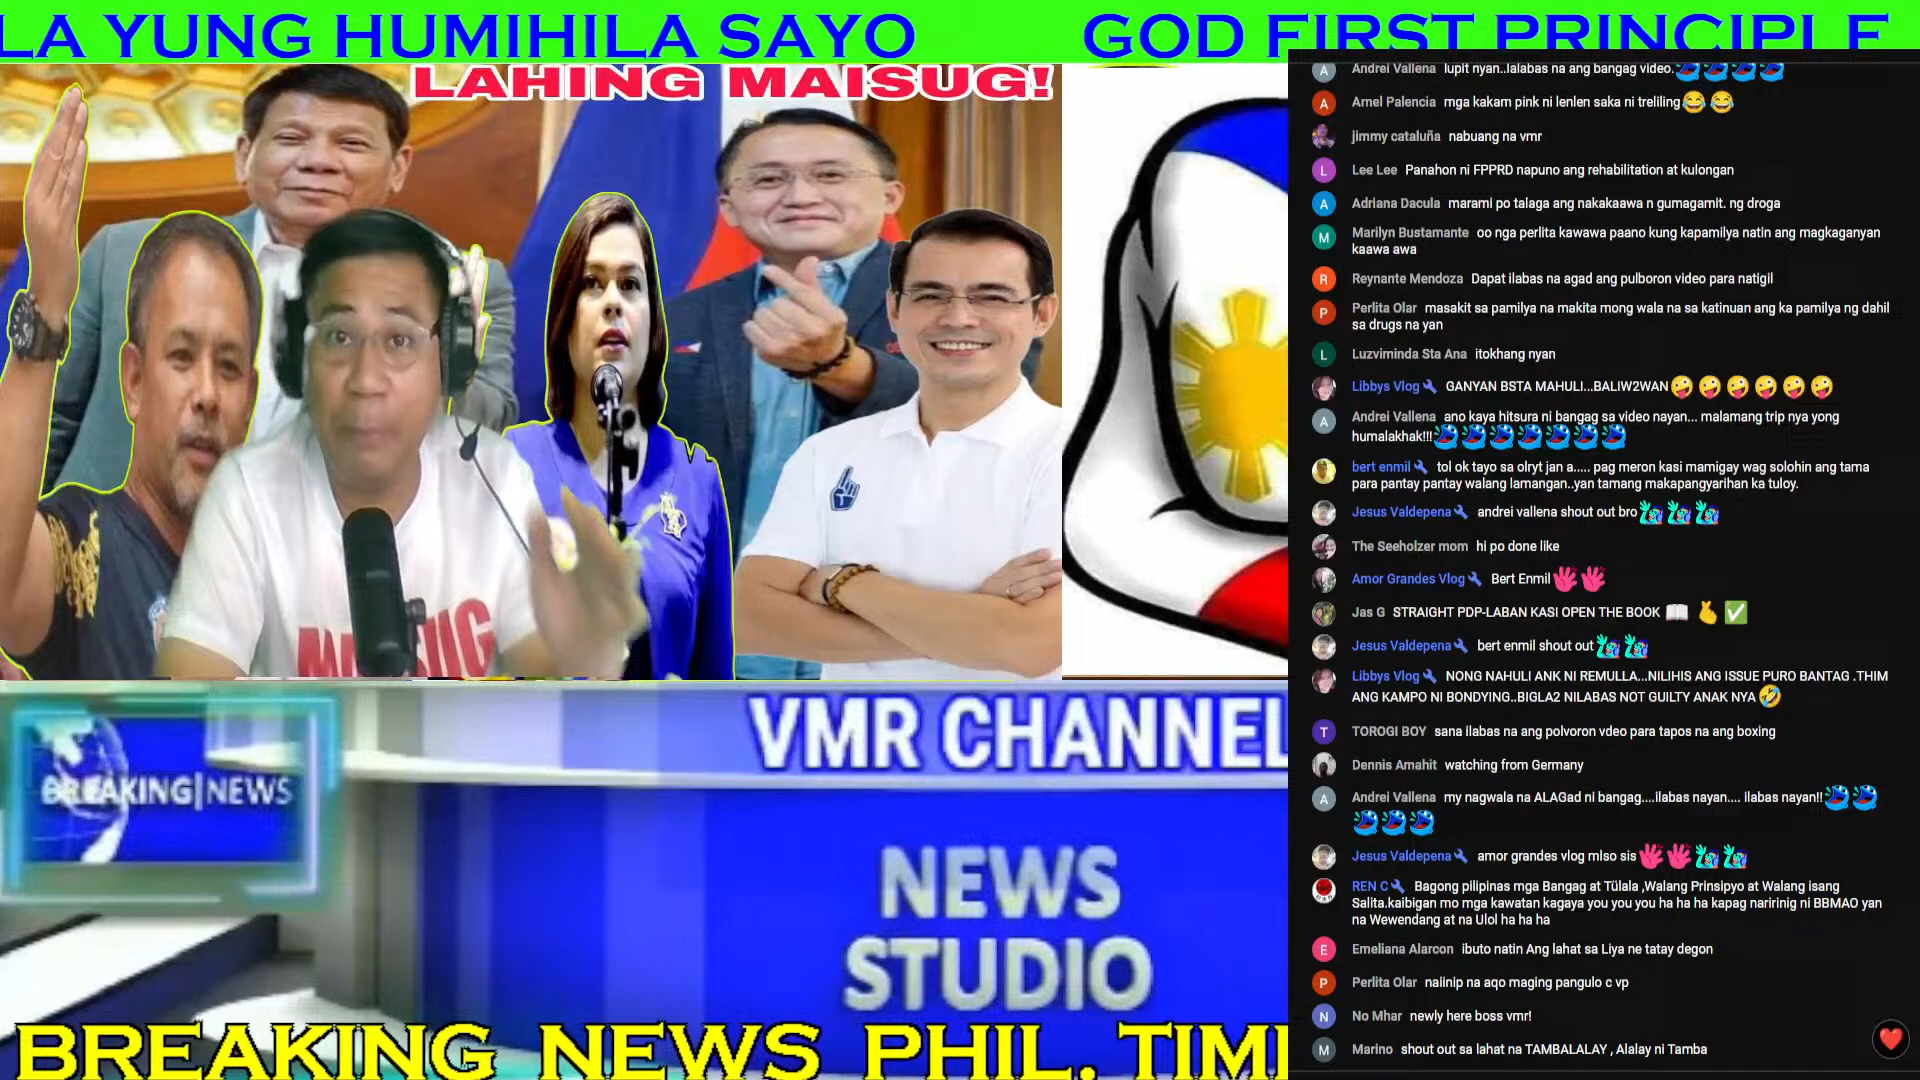 LA YUNG HUMIHILA SAYO GOD FIRST PRINCIPLE
LAHING MAISUG!
VMR CHANNEL
BREAKING|NEWS
NEWS
STUDIO
BREAKING NEWS PHIL. TIM
Andrei Vallena lupit nyan..lalabas na ang bangag video.
Arnel Palencia mga kakam pink ni lenlen saka ni treliling😂😂
jimmy cataluña nabuang na vmr
L Lee Lee Panahon ni FPPRD napuno ang rehabilitation at kulongan
A Adriana Dacula marami po talaga ang nakakaawa n gumagamit. ng droga
M Marilyn Bustamante oo nga perlita kawawa paano kung kapamilya natin ang magkaganyan
kaawa awa
R Reynante Mendoza Dapat ilabas na agad ang pulboron video para natigil
P Perlita Olar masakit sa pamilya na makita mong wala na sa katinuan ang ka pamilya ng dahil
sa drugs na yan
L Luzviminda Sta Ana itokhang nyan
Libbys Vlog GANYAN BSTA MAHULI...BALIW2WAN🤪🤪🤪🤪🤪🤪
A Andrei Vallena ano kaya hitsura ni bangag sa video nayan... malamang trip nya yong
humalakhak!!!
bert enmil tol ok tayo sa olryt jan a..... pag meron kasi mamigay wag solohin ang tama
para pantay pantay walang lamangan..yan tamang makapangyarihan ka tuloy.
Jesus Valdepena andrei vallena shout out bro
The Seeholzer mom hi po done like
Amor Grandes Vlog Bert Enmil
Jas G STRAIGHT PDP-LABAN KASI OPEN THE BOOK 📖 🫰 ✅
Jesus Valdepena bert enmil shout out
Libbys Vlog NONG NAHULI ANK NI REMULLA...NILIHIS ANG ISSUE PURO BANTAG .THIM
ANG KAMPO NI BONDYING..BIGLA2 NILABAS NOT GUILTY ANAK NYA🤣
T TOROGI BOY sana ilabas na ang polvoron vdeo para tapos na ang boxing
Dennis Amahit watching from Germany
A Andrei Vallena my nagwala na ALAGad ni bangag....ilabas nayan.... ilabas nayan!!
Jesus Valdepena amor grandes vlog mlso sis
REN C Bagong pilipinas mga Bangag at Tülala ,Walang Prinsipyo at Walang isang
Salita.kaibigan mo mga kawatan kagaya you you you ha ha ha kapag naririnig ni BBMAO yan
na Wewendang at na Ulol ha ha ha
E Emeliana Alarcon ibuto natin Ang lahat sa Liya ne tatay degon
P Perlita Olar naiinip na aqo maging pangulo c vp
N No Mhar newly here boss vmr!
M Marino shout out sa lahat na TAMBALALAY , Alalay ni Tamba